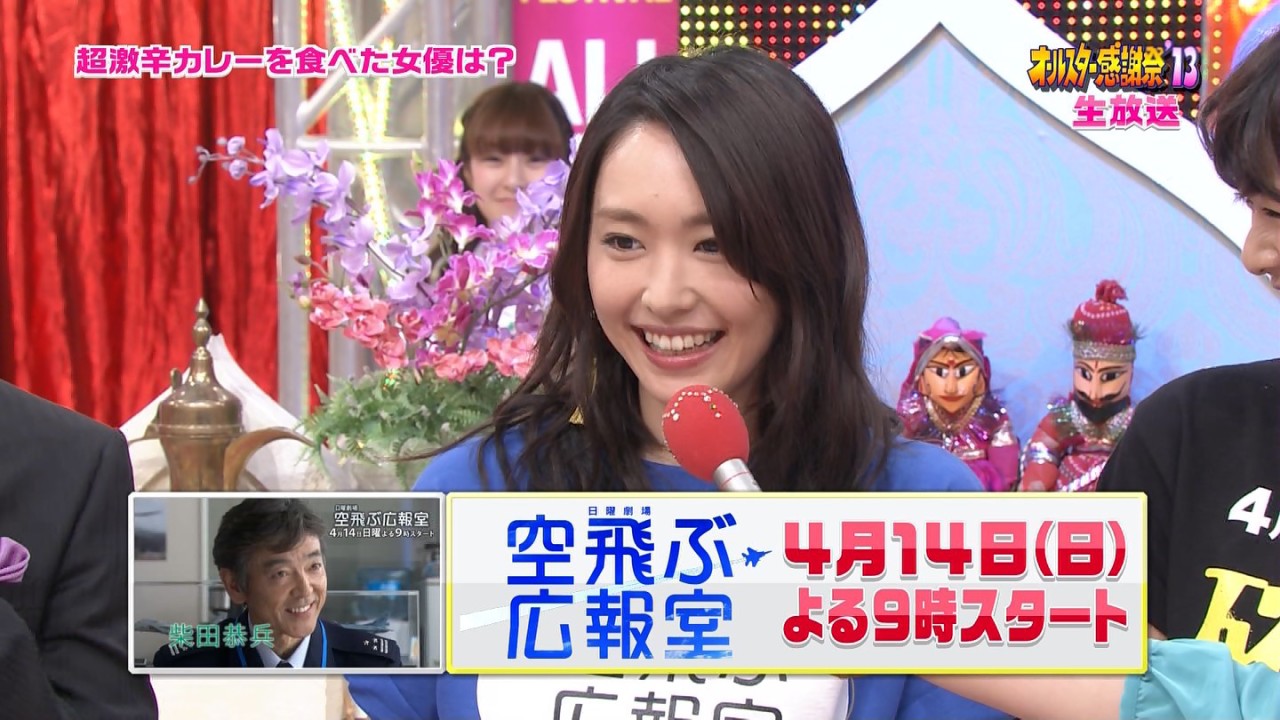 超激辛カレーを食べた女優は?
オールスター感謝祭'13
生放送
FESTIVAL
ALL
日曜劇場
空飛ぶ広報室
4月14日日曜よる9時スタート
柴田恭兵
日曜劇場
空飛ぶ
広報室
4月14日(日)
よる9時スタート
空飛ぶ
広報室